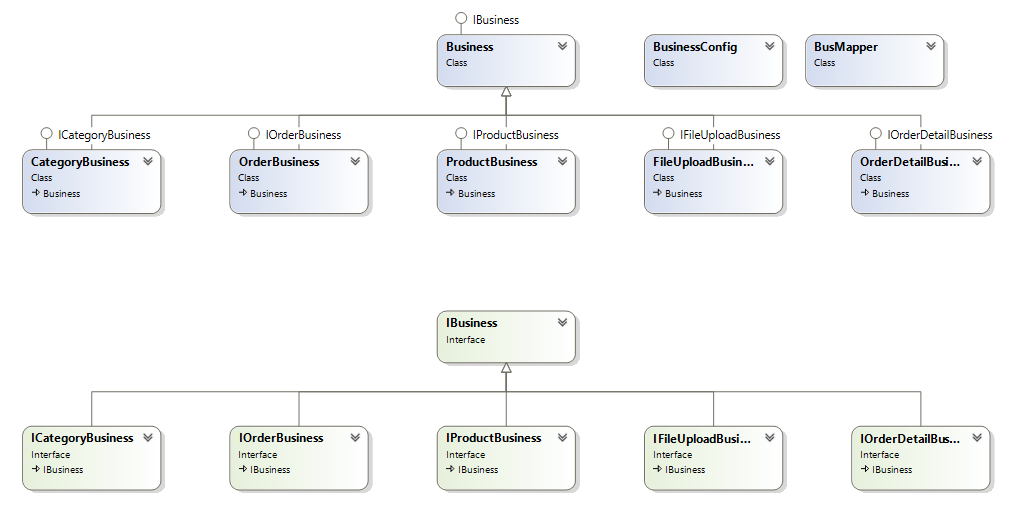 IBusiness
Business
Class
BusinessConfig
Class
BusMapper
Class
ICategoryBusiness
IOrderBusiness
IProductBusiness
IFileUploadBusiness
IOrderDetailBusiness
CategoryBusiness
Class
Business
OrderBusiness
Class
Business
ProductBusiness
Class
Business
FileUploadBusin...
Class
Business
OrderDetailBusi...
Class
Business
IBusiness
Interface
ICategoryBusiness
Interface
IBusiness
IOrderBusiness
Interface
IBusiness
IProductBusiness
Interface
IBusiness
IFileUploadBusi...
Interface
IBusiness
IOrderDetailBus...
Interface
IBusiness